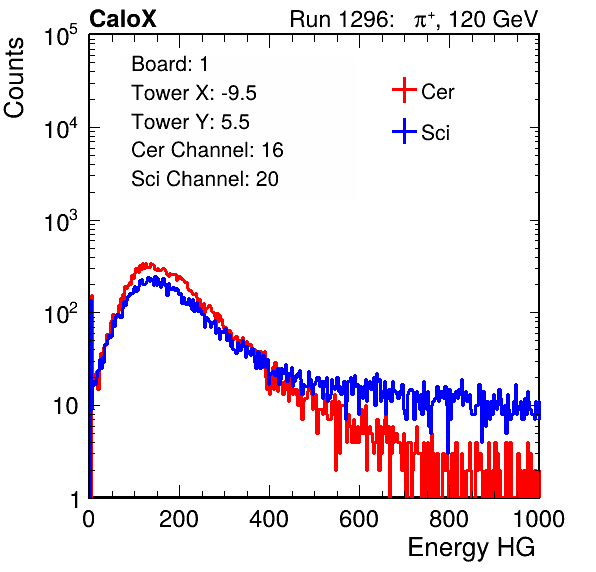 CaloX Run 1296: π⁺, 120 GeV
Counts
10⁵
10⁴
10³
10²
10
1
Board: 1
Tower X: -9.5
Tower Y: 5.5
Cer Channel: 16
Sci Channel: 20
Cer
Sci
0 200 400 600 800 1000
Energy HG